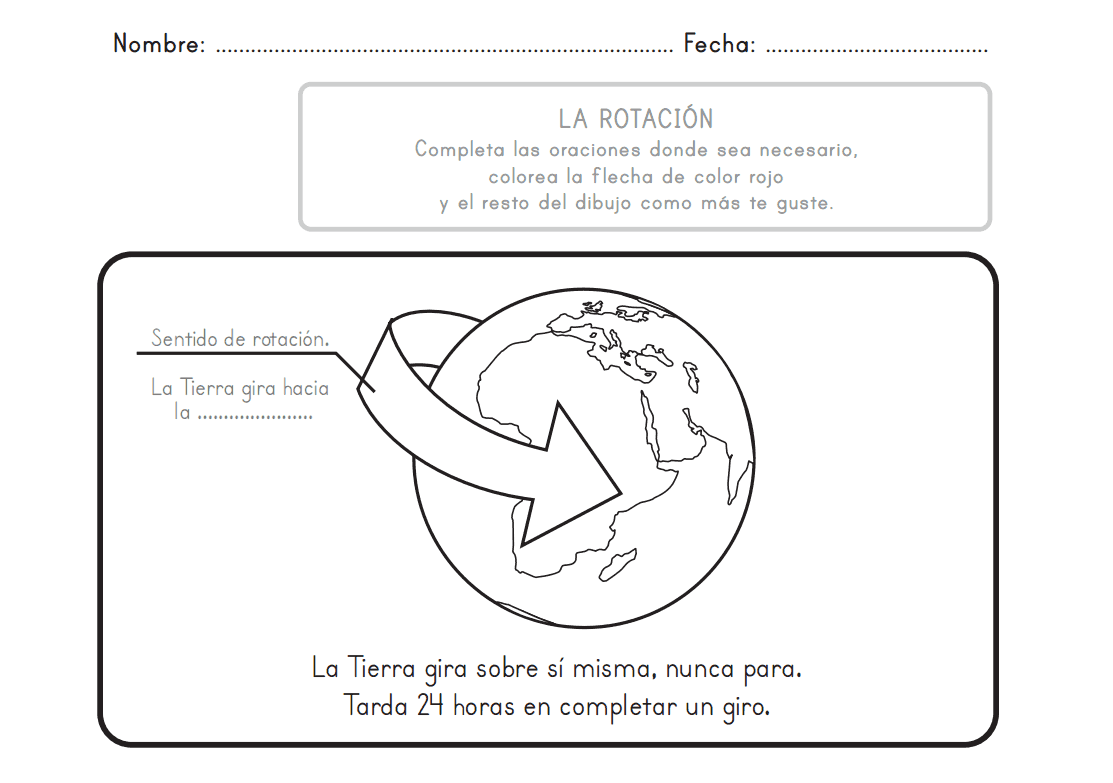 Nombre: ............................................................................... Fecha: ......................................
LA ROTACIÓN
Completa las oraciones donde sea necesario,
colorea la flecha de color rojo
y el resto del dibujo como más te guste.
Sentido de rotación.
La Tierra gira hacia
la ......................
La Tierra gira sobre sí misma, nunca para.
Tarda 24 horas en completar un giro.